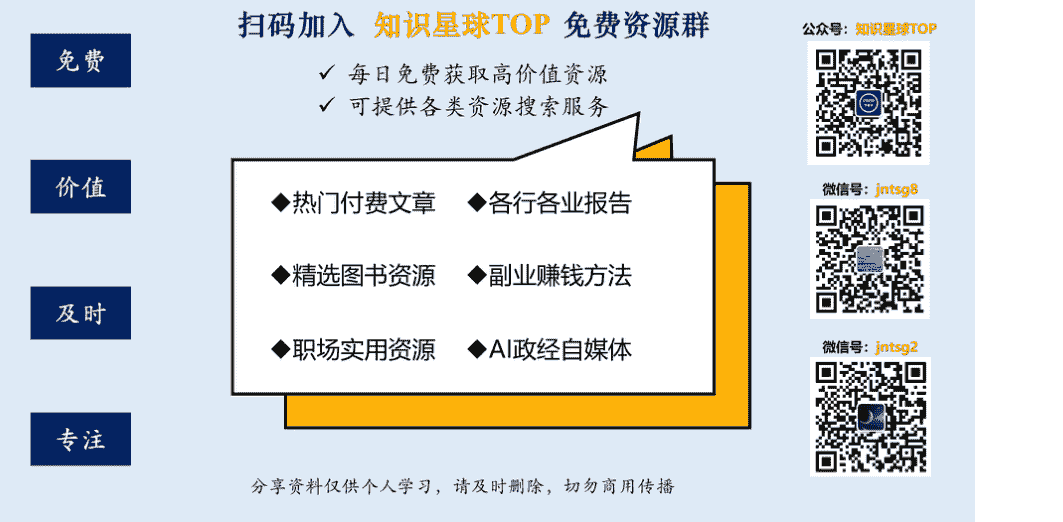 扫码加入 知识星球TOP 免费资源群
✓ 每日免费获取高价值资源
✓ 可提供各类资源搜索服务
免费
价值
及时
专注
◆热门付费文章 ◆各行各业报告
◆精选图书资源 ◆副业赚钱方法
◆职场实用资源 ◆AI政经自媒体
分享资料仅供个人学习，请及时删除，切勿商用传播
公众号：知识星球TOP
微信号：jntsg8
微信号：jntsg2